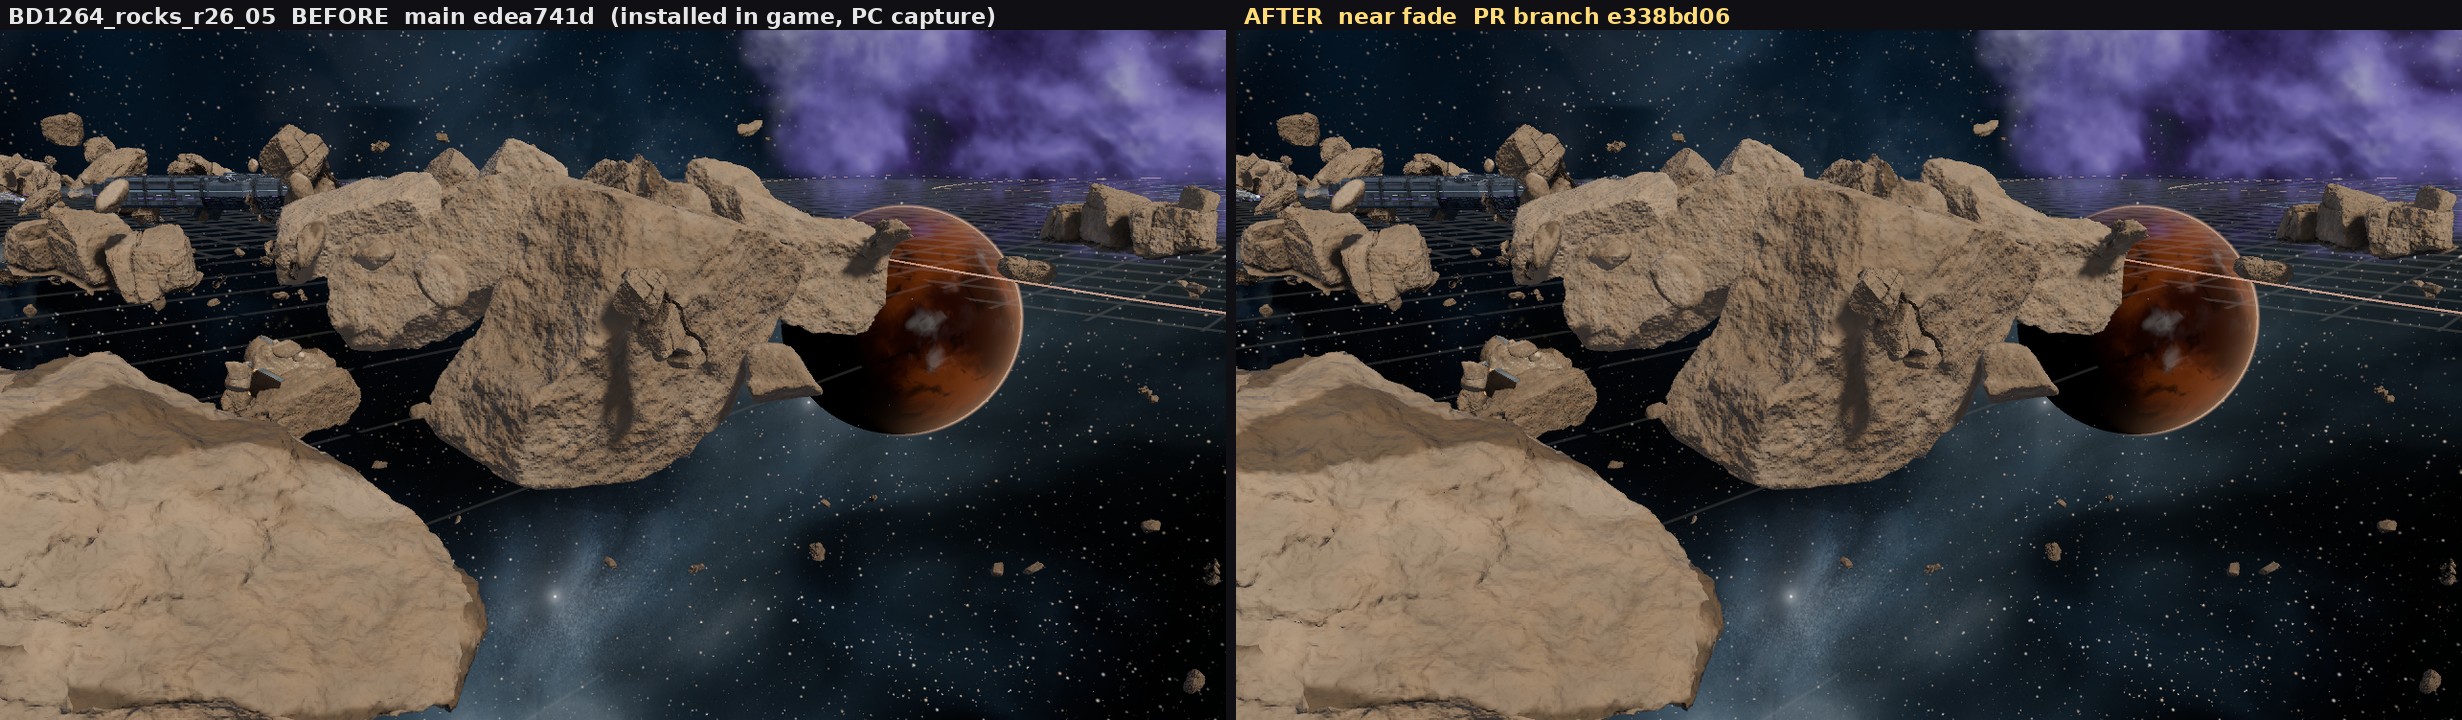 BD1264_rocks_r26_05  BEFORE  main edea741d  (installed in game, PC capture)
AFTER  near fade  PR branch e338bd06